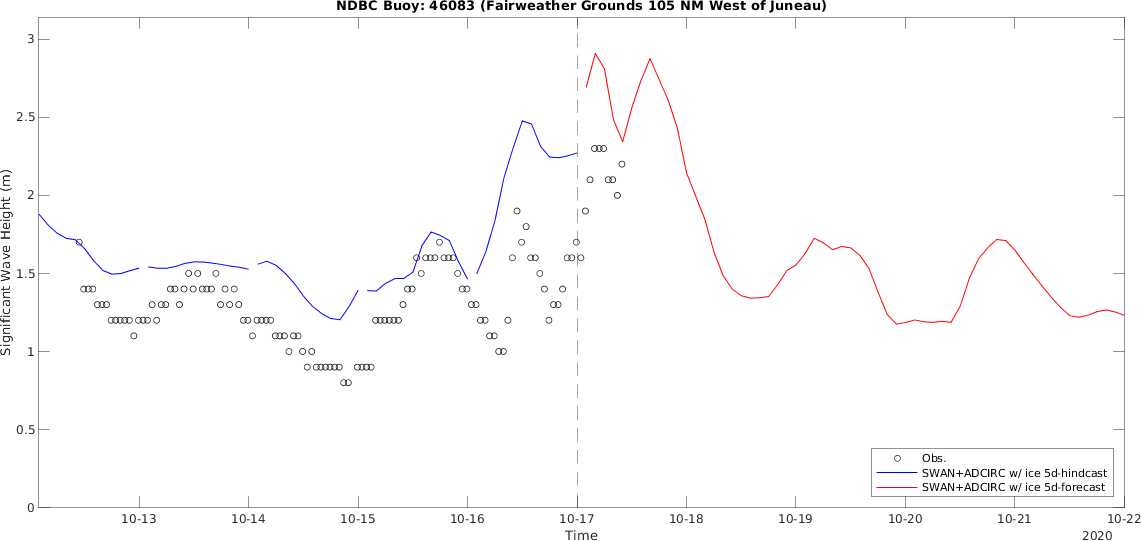 NDBC Buoy: 46083 (Fairweather Grounds 105 NM West of Juneau)
3
2.5
2
1.5
1
0.5
0
Significant Wave Height (m)
Obs.
SWAN+ADCIRC w/ ice 5d-hindcast
SWAN+ADCIRC w/ ice 5d-forecast
10-13 10-14 10-15 10-16 10-17 10-18 10-19 10-20 10-21 10-22
Time
2020